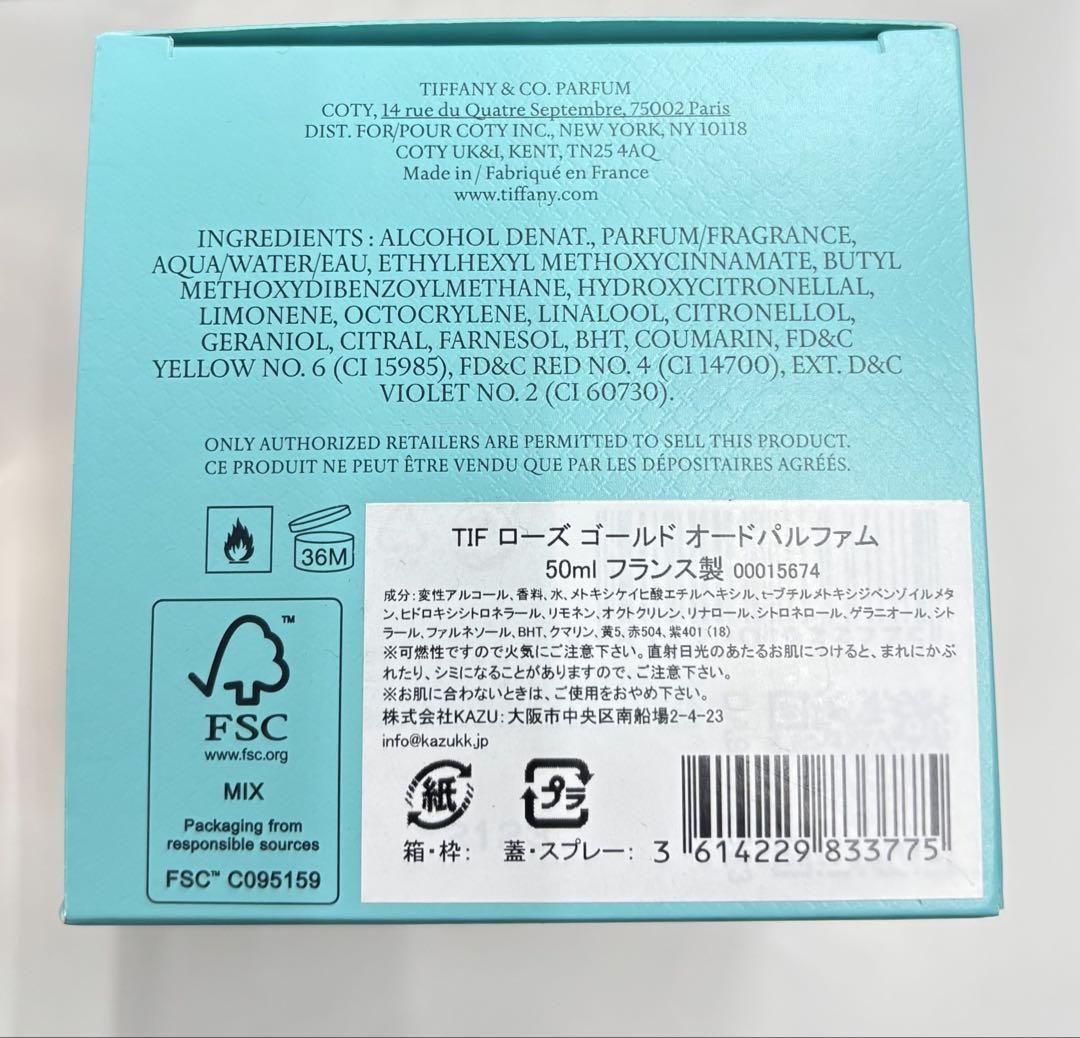 TIFFANY & CO. PARFUM
COTY, 14 rue du Quatre Septembre, 75002 Paris
DIST. FOR/POUR COTY INC., NEW YORK, NY 10118
COTY UK&I, KENT, TN25 4AQ
Made in / Fabriqué en France
www.tiffany.com
INGREDIENTS : ALCOHOL DENAT., PARFUM/FRAGRANCE,
AQUA/WATER/EAU, ETHYLHEXYL METHOXYCINNAMATE, BUTYL
METHOXYDIBENZOYLMETHANE, HYDROXYCITRONELLAL,
LIMONENE, OCTOCRYLENE, LINALOOL, CITRONELLOL,
GERANIOL, CITRAL, FARNESOL, BHT, COUMARIN, FD&C
YELLOW NO. 6 (CI 15985), FD&C RED NO. 4 (CI 14700), EXT. D&C
VIOLET NO. 2 (CI 60730).
ONLY AUTHORIZED RETAILERS ARE PERMITTED TO SELL THIS PRODUCT.
CE PRODUIT NE PEUT ÊTRE VENDU QUE PAR LES DÉPOSITAIRES AGRÉÉS.
36M
TM
FSC
www.fsc.org
MIX
Packaging from
responsible sources
FSC™ C095159
TIF ローズ ゴールド オードパルファム
50ml フランス製 00015674
成分:変性アルコール、香料、水、メトキシケイヒ酸エチルヘキシル、t-ブチルメトキシジベンゾイルメタ
ン、ヒドロキシシトロネラール、リモネン、オクトクリレン、リナロール、シトロネロール、ゲラニオール、シト
ラール、ファルネソール、BHT、クマリン、黄5、赤504、紫401 (18)
※可燃性ですので火気にご注意下さい。直射日光のあたるお肌につけると、まれにかぶ
れたり、シミになることがありますので、ご注意下さい。
※お肌に合わないときは、ご使用をおやめ下さい。
株式会社KAZU:大阪市中央区南船場2-4-23
info@kazukk.jp
紙
プラ
箱・枠: 蓋・スプレー: 3 614229 833775